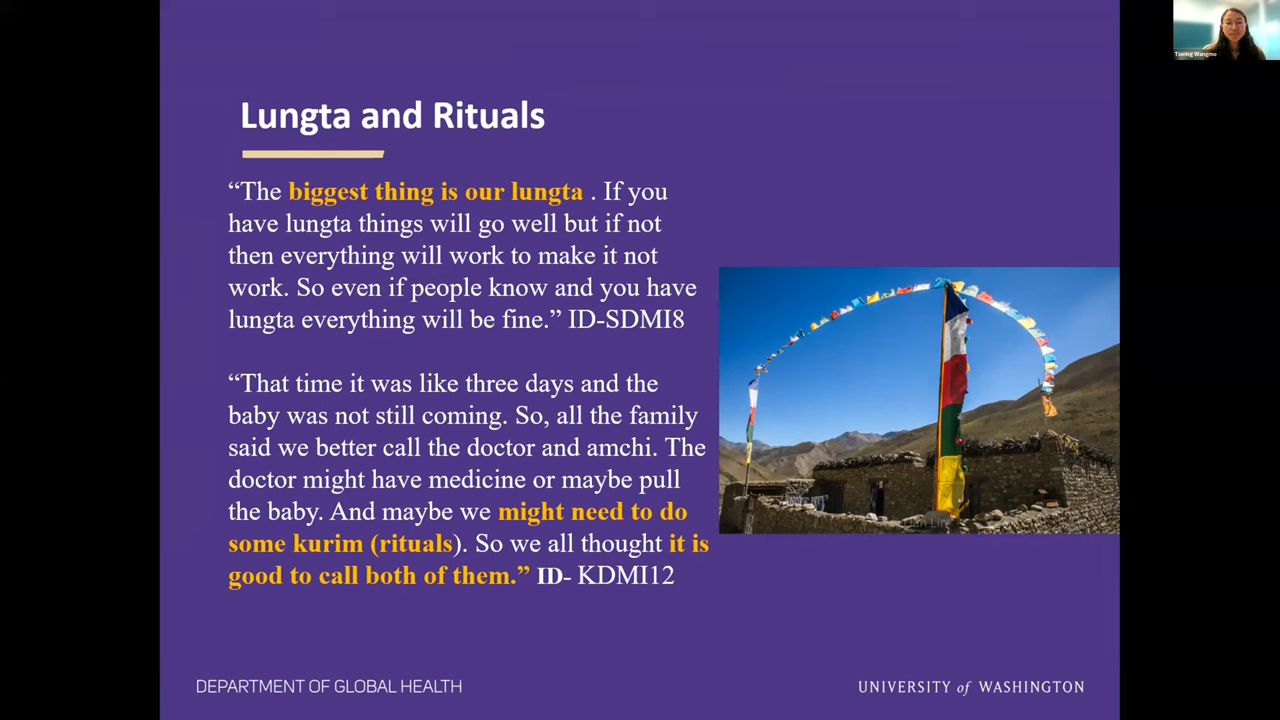 Tsering Wangmo
Lungta and Rituals
“The biggest thing is our lungta . If you
have lungta things will go well but if not
then everything will work to make it not
work. So even if people know and you have
lungta everything will be fine.” ID-SDMI8
“That time it was like three days and the
baby was not still coming. So, all the family
said we better call the doctor and amchi. The
doctor might have medicine or maybe pull
the baby. And maybe we might need to do
some kurim (rituals). So we all thought it is
good to call both of them.” ID- KDMI12
DEPARTMENT OF GLOBAL HEALTH
UNIVERSITY of WASHINGTON